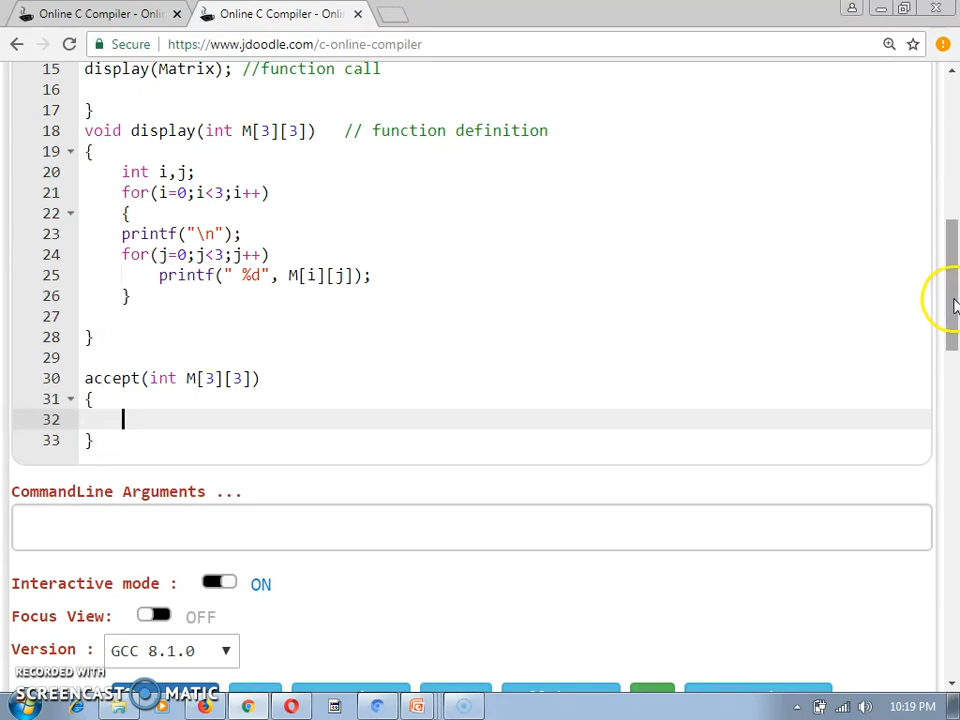 Online C Compiler - Onlin
Online C Compiler - Onli
Secure https://www.jdoodle.com/c-online-compiler
15 display(Matrix); //function call
16
17 }
18 void display(int M[3][3]) // function definition
19 {
20 int i,j;
21 for(i=0;i<3;i++)
22 {
23 printf("\n");
24 for(j=0;j<3;j++)
25 printf(" %d", M[i][j]);
26 }
27
28 }
29
30 accept(int M[3][3])
31 {
32
33 }
CommandLine Arguments ...
Interactive mode : ON
Focus View: OFF
Version : GCC 8.1.0
RECORDED WITH
SCREENCAST MATIC
10:19 PM